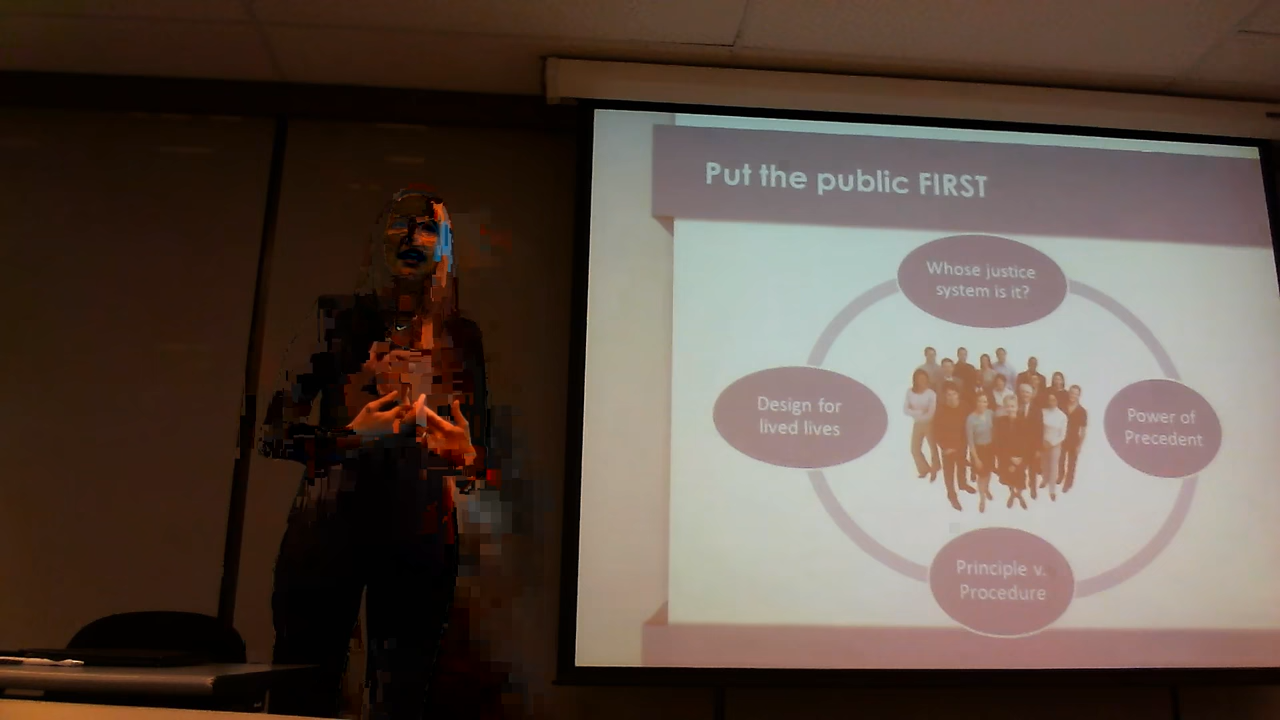 Put the public FIRST
Whose justice
system is it?
Design for
lived lives
Power of
Precedent
Principle v.
Procedure